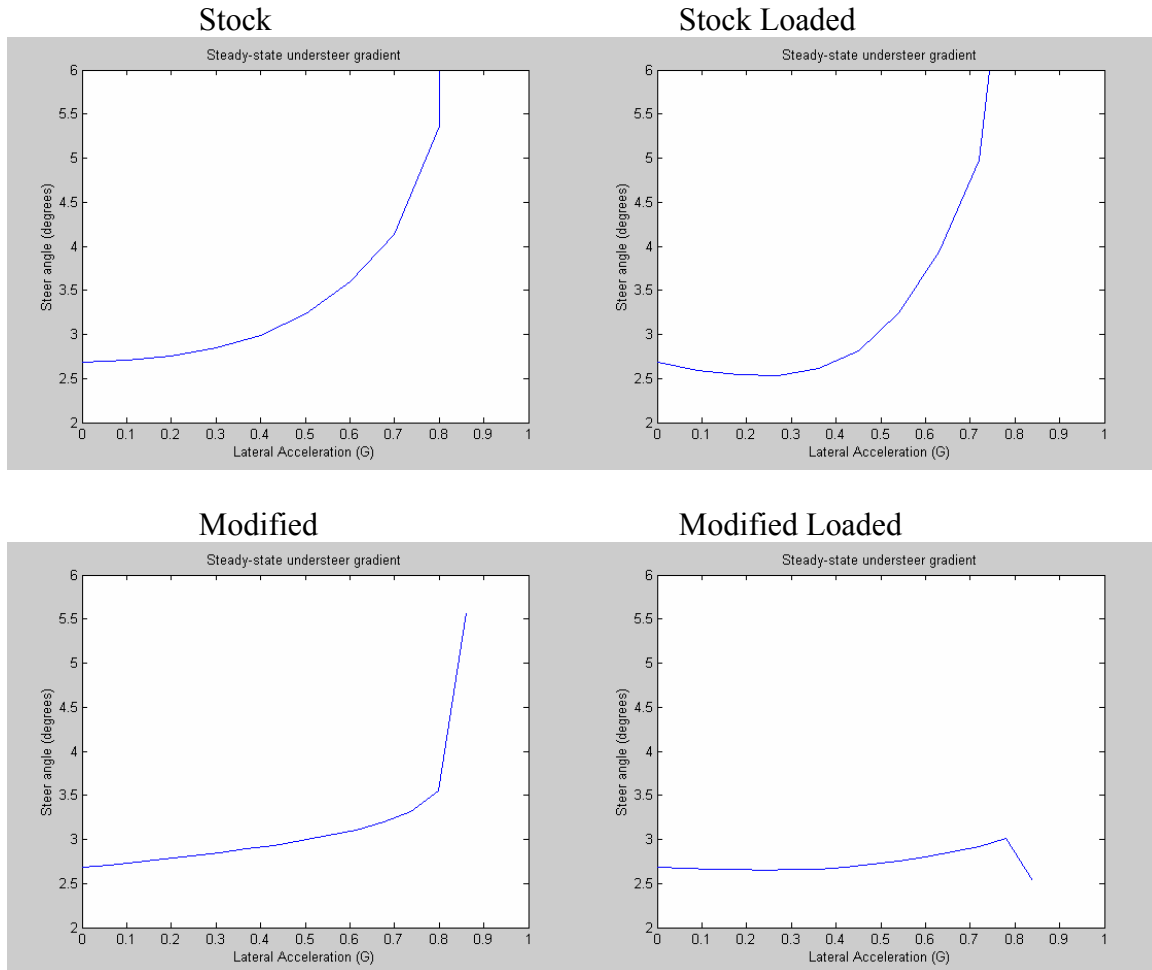 Stock
Steady-state understeer gradient
6
5.5
5
4.5
4
3.5
3
2.5
2
Steer angle (degrees)
0 0.1 0.2 0.3 0.4 0.5 0.6 0.7 0.8 0.9 1
Lateral Acceleration (G)
Stock Loaded
Steady-state understeer gradient
6
5.5
5
4.5
4
3.5
3
2.5
2
Steer angle (degrees)
0 0.1 0.2 0.3 0.4 0.5 0.6 0.7 0.8 0.9 1
Lateral Acceleration (G)
Modified
Steady-state understeer gradient
6
5.5
5
4.5
4
3.5
3
2.5
2
Steer angle (degrees)
0 0.1 0.2 0.3 0.4 0.5 0.6 0.7 0.8 0.9 1
Lateral Acceleration (G)
Modified Loaded
Steady-state understeer gradient
6
5.5
5
4.5
4
3.5
3
2.5
2
Steer angle (degrees)
0 0.1 0.2 0.3 0.4 0.5 0.6 0.7 0.8 0.9 1
Lateral Acceleration (G)